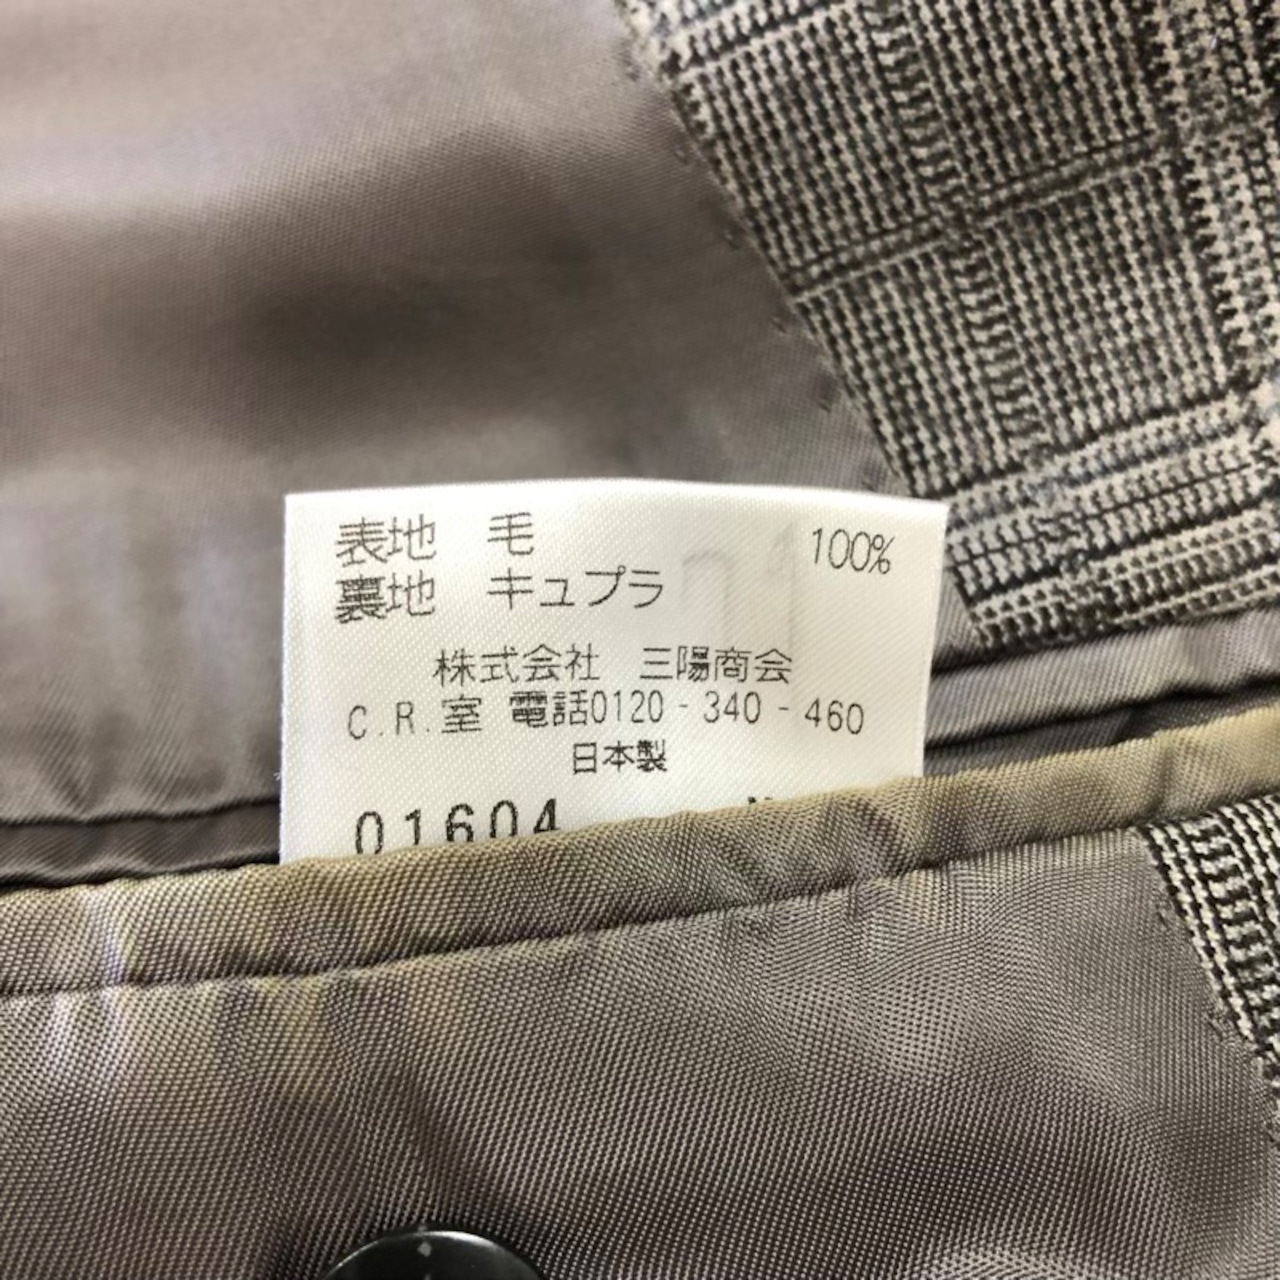 表地 毛 100%
裏地 キュプラ
株式会社 三陽商会
C.R.室 電話0120-340-460
日本製
01604